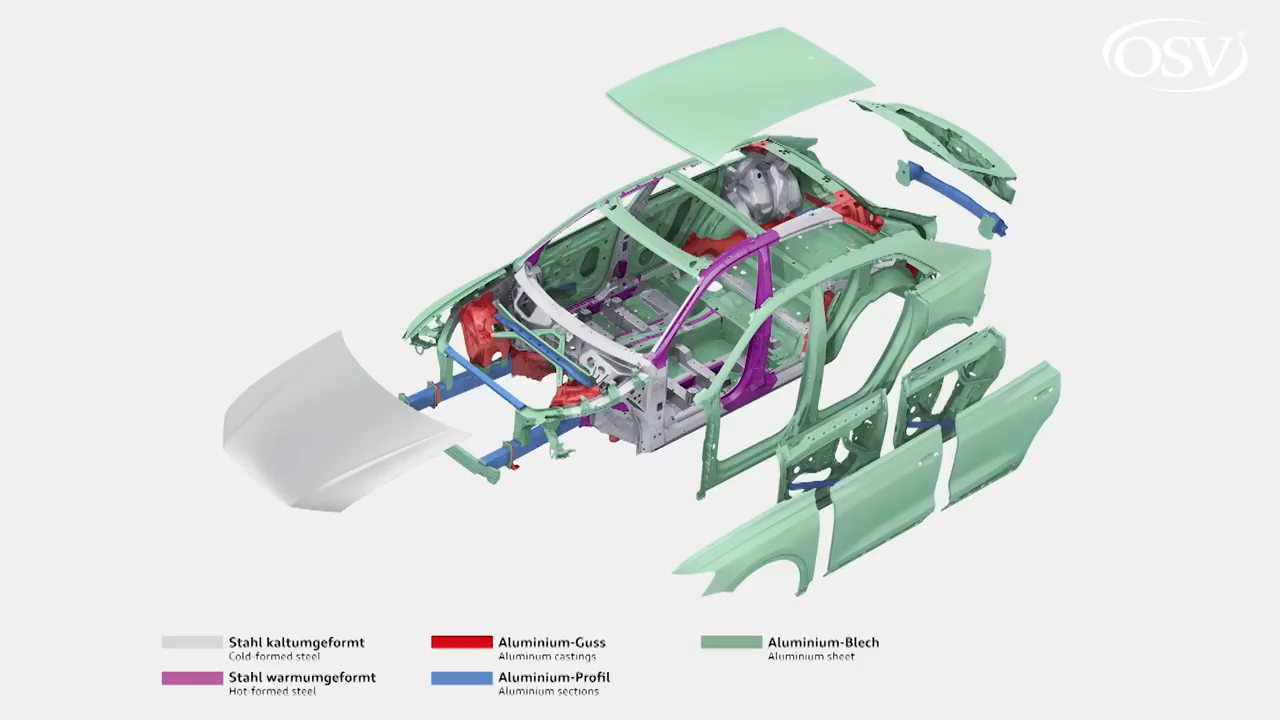 OSV
Stahl kaltumgeformt
Cold-formed steel
Aluminium-Guss
Aluminum castings
Aluminium-Blech
Aluminium sheet
Stahl warmumgeformt
Hot-formed steel
Aluminium-Profil
Aluminium sections